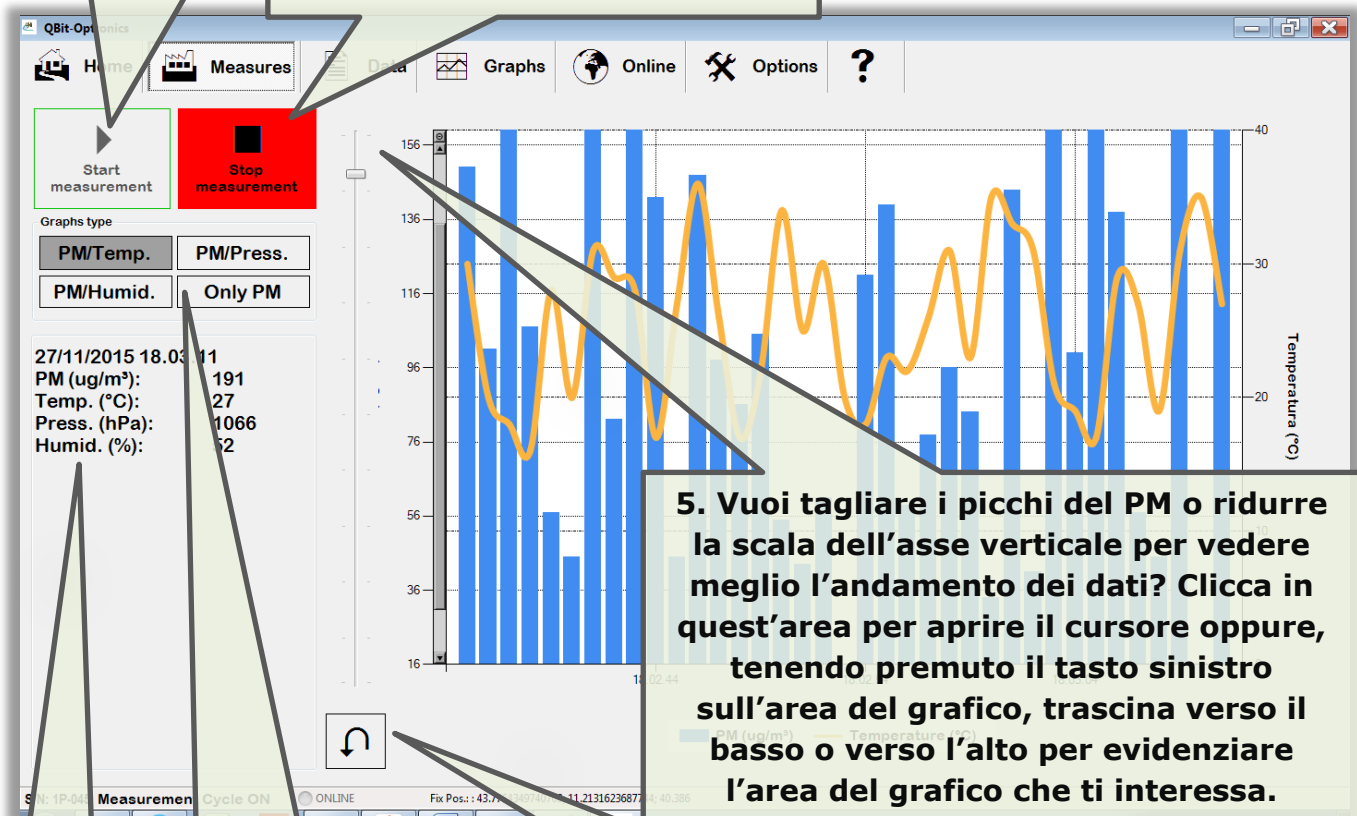 QBit-Optronics
Home
Measures
Data
Graphs
Online
Options
?
Start
measurement
Stop
measurement
Graphs type
PM/Temp.
PM/Press.
PM/Humid.
Only PM
27/11/2015 18.03.11
PM (ug/m³): 191
Temp. (°C): 27
Press. (hPa): 1066
Humid. (%): 52
156
136
116
96
76
56
36
16
40
30
20
10
Temperatura (°C)
18.02.44
PM (ug/m³)
Temperature (°C)
5. Vuoi tagliare i picchi del PM o ridurre
la scala dell’asse verticale per vedere
meglio l’andamento dei dati? Clicca in
quest’area per aprire il cursore oppure,
tenendo premuto il tasto sinistro
sull’area del grafico, trascina verso il
basso o verso l’alto per evidenziare
l’area del grafico che ti interessa.
Measuremen Cycle ON
ONLINE
Fix Pos.: :